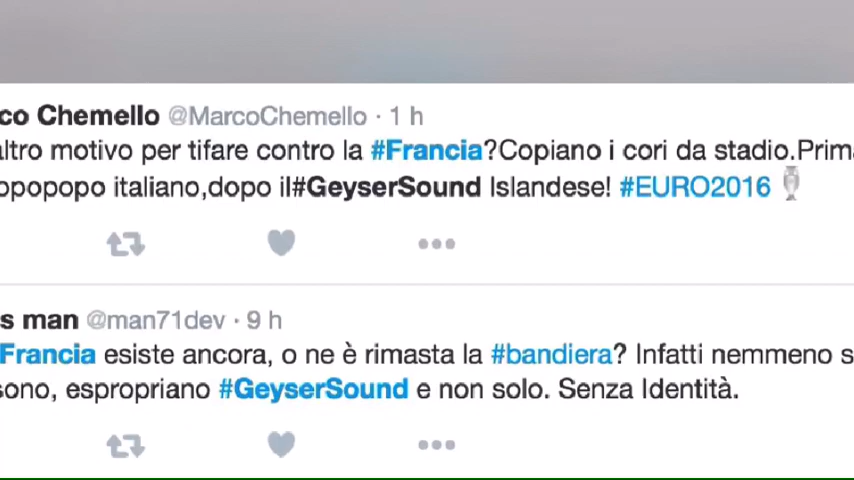 co Chemello @MarcoChemello · 1 h
altro motivo per tifare contro la #Francia?Copiano i cori da stadio.Prima
opopopo italiano,dopo il#GeyserSound Islandese! #EURO2016
s man @man71dev · 9 h
Francia esiste ancora, o ne è rimasta la #bandiera? Infatti nemmeno s
sono, espropriano #GeyserSound e non solo. Senza Identità.